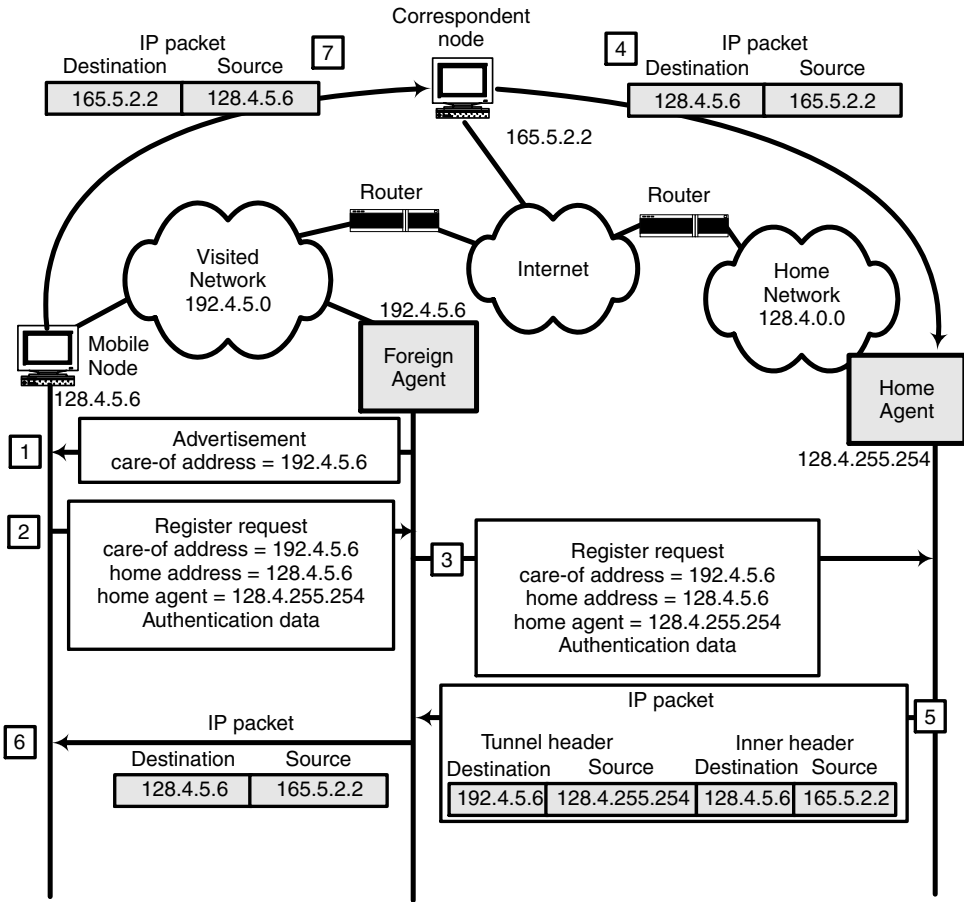 Correspondent
node
7
IP packet
Destination Source
165.5.2.2 128.4.5.6
4
IP packet
Destination Source
128.4.5.6 165.5.2.2
165.5.2.2
Router
Router
Visited
Network
192.4.5.0
Internet
Home
Network
128.4.0.0
192.4.5.6
Mobile
Node
128.4.5.6
Foreign
Agent
Home
Agent
128.4.255.254
1
Advertisement
care-of address = 192.4.5.6
2
Register request
care-of address = 192.4.5.6
home address = 128.4.5.6
home agent = 128.4.255.254
Authentication data
3
Register request
care-of address = 192.4.5.6
home address = 128.4.5.6
home agent = 128.4.255.254
Authentication data
5
IP packet
Tunnel header Inner header
Destination Source Destination Source
192.4.5.6 128.4.255.254 128.4.5.6 165.5.2.2
6
IP packet
Destination Source
128.4.5.6 165.5.2.2